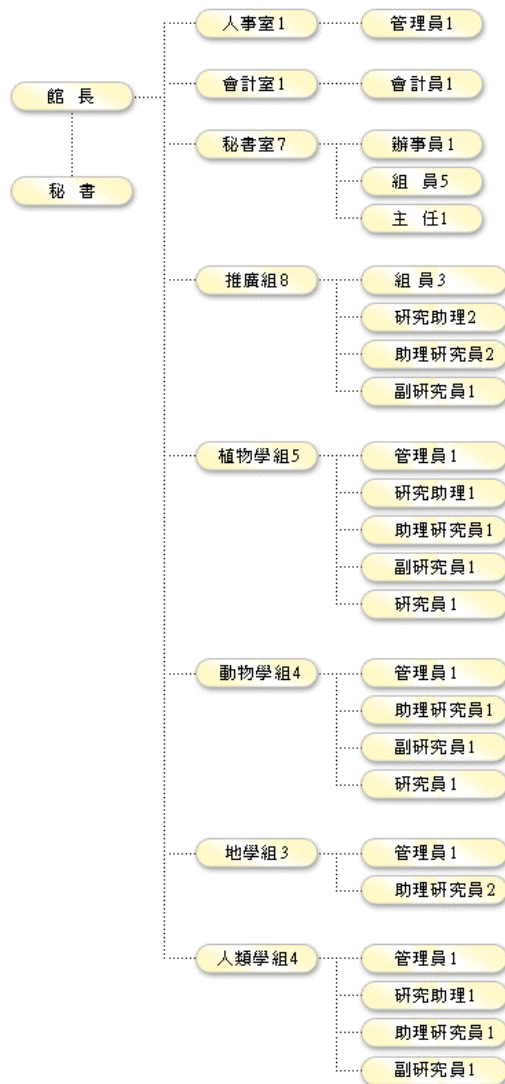 館 長
秘 書
人事室1
管理員1
會計室1
會計員1
秘書室7
辦事員1
組 員5
主 任1
推廣組8
組員3
研究助理2
助理研究員2
副研究員1
植物學組5
管理員1
研究助理1
助理研究員1
副研究員1
研究員1
動物學組4
管理員1
助理研究員1
副研究員1
研究員1
地學組3
管理員1
助理研究員2
人類學組4
管理員1
研究助理1
助理研究員1
副研究員1